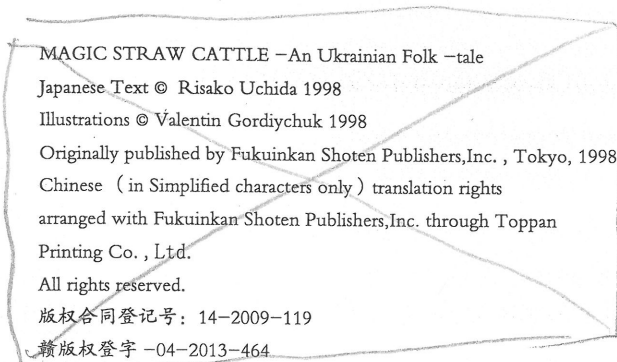 MAGIC STRAW CATTLE －An Ukrainian Folk －tale
Japanese Text © Risako Uchida 1998
Illustrations © Valentin Gordiychuk 1998
Originally published by Fukuinkan Shoten Publishers,Inc. , Tokyo, 1998
Chinese （in Simplified characters only）translation rights
arranged with Fukuinkan Shoten Publishers,Inc. through Toppan
Printing Co. , Ltd.
All rights reserved.
版权合同登记号：14－2009－119
赣版权登字 －04－2013－464